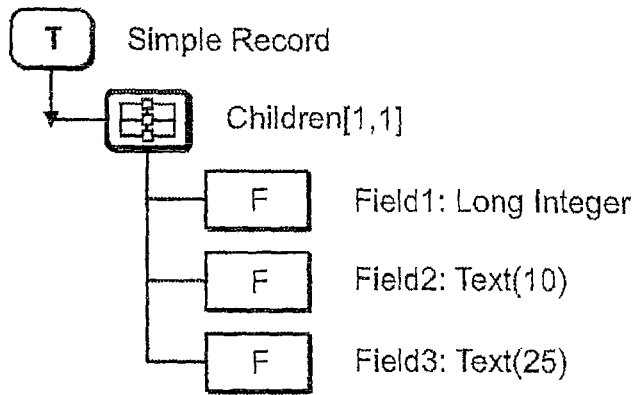 T Simple Record
Children[1,1]
F Field1: Long Integer
F Field2: Text(10)
F Field3: Text(25)